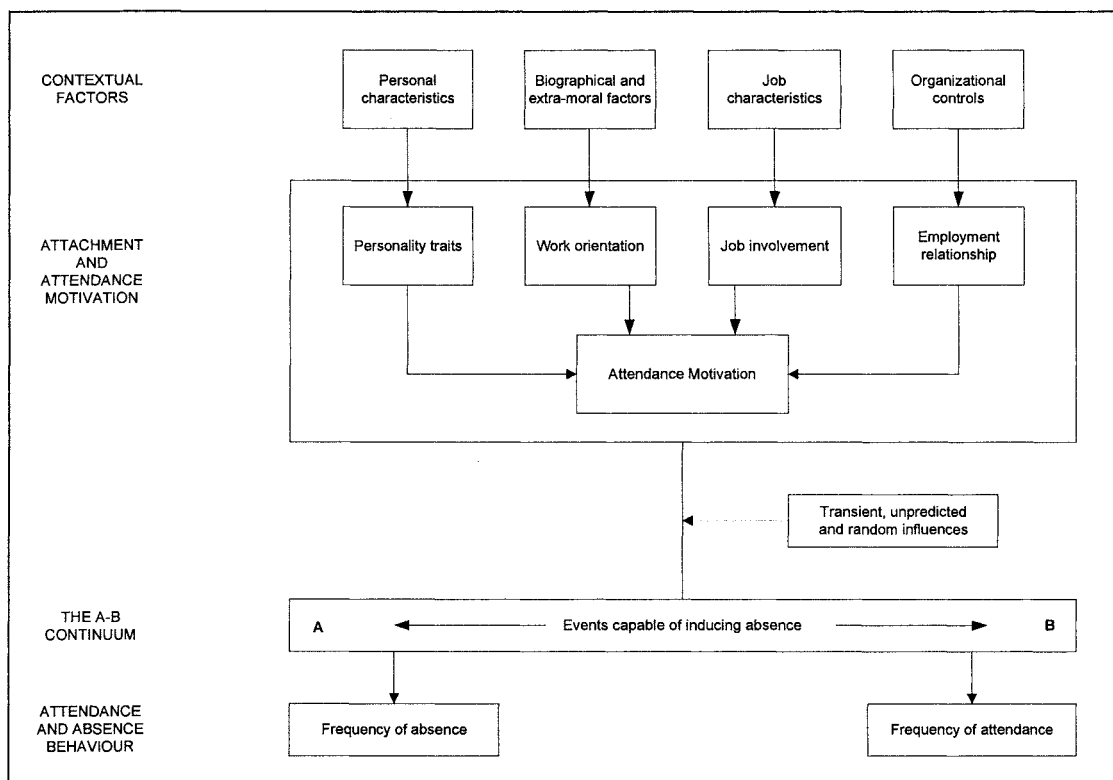 CONTEXTUAL
FACTORS
Personal
characteristics
Biographical and
extra-moral factors
Job
characteristics
Organizational
controls
ATTACHMENT
AND
ATTENDANCE
MOTIVATION
Personality traits
Work orientation
Job involvement
Employment
relationship
Attendance Motivation
Transient, unpredicted
and random influences
THE A-B
CONTINUUM
A
Events capable of inducing absence
B
ATTENDANCE
AND ABSENCE
BEHAVIOUR
Frequency of absence
Frequency of attendance